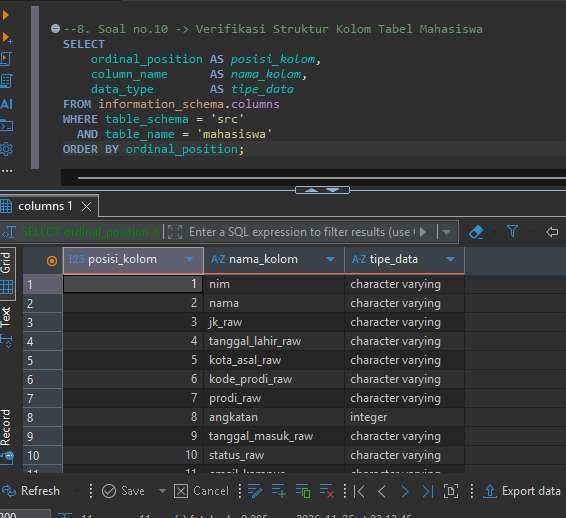 --8. Soal no.10 -> Verifikasi Struktur Kolom Tabel Mahasiswa
SELECT
ordinal_position AS posisi_kolom,
column_name AS nama_kolom,
data_type AS tipe_data
FROM information_schema.columns
WHERE table_schema = 'src'
AND table_name = 'mahasiswa'
ORDER BY ordinal_position;
AI
columns 1
SELECT ordinal_position A
Enter a SQL expression to filter results (use
Grid
Text
Record
123 posisi_kolom A-Z nama_kolom A-Z tipe_data
1 1 nim character varying
2 2 nama character varying
3 3 jk_raw character varying
4 4 tanggal_lahir_raw character varying
5 5 kota_asal_raw character varying
6 6 kode_prodi_raw character varying
7 7 prodi_raw character varying
8 8 angkatan integer
9 9 tanggal_masuk_raw character varying
10 10 status_raw character varying
Refresh Save Cancel Export data
200